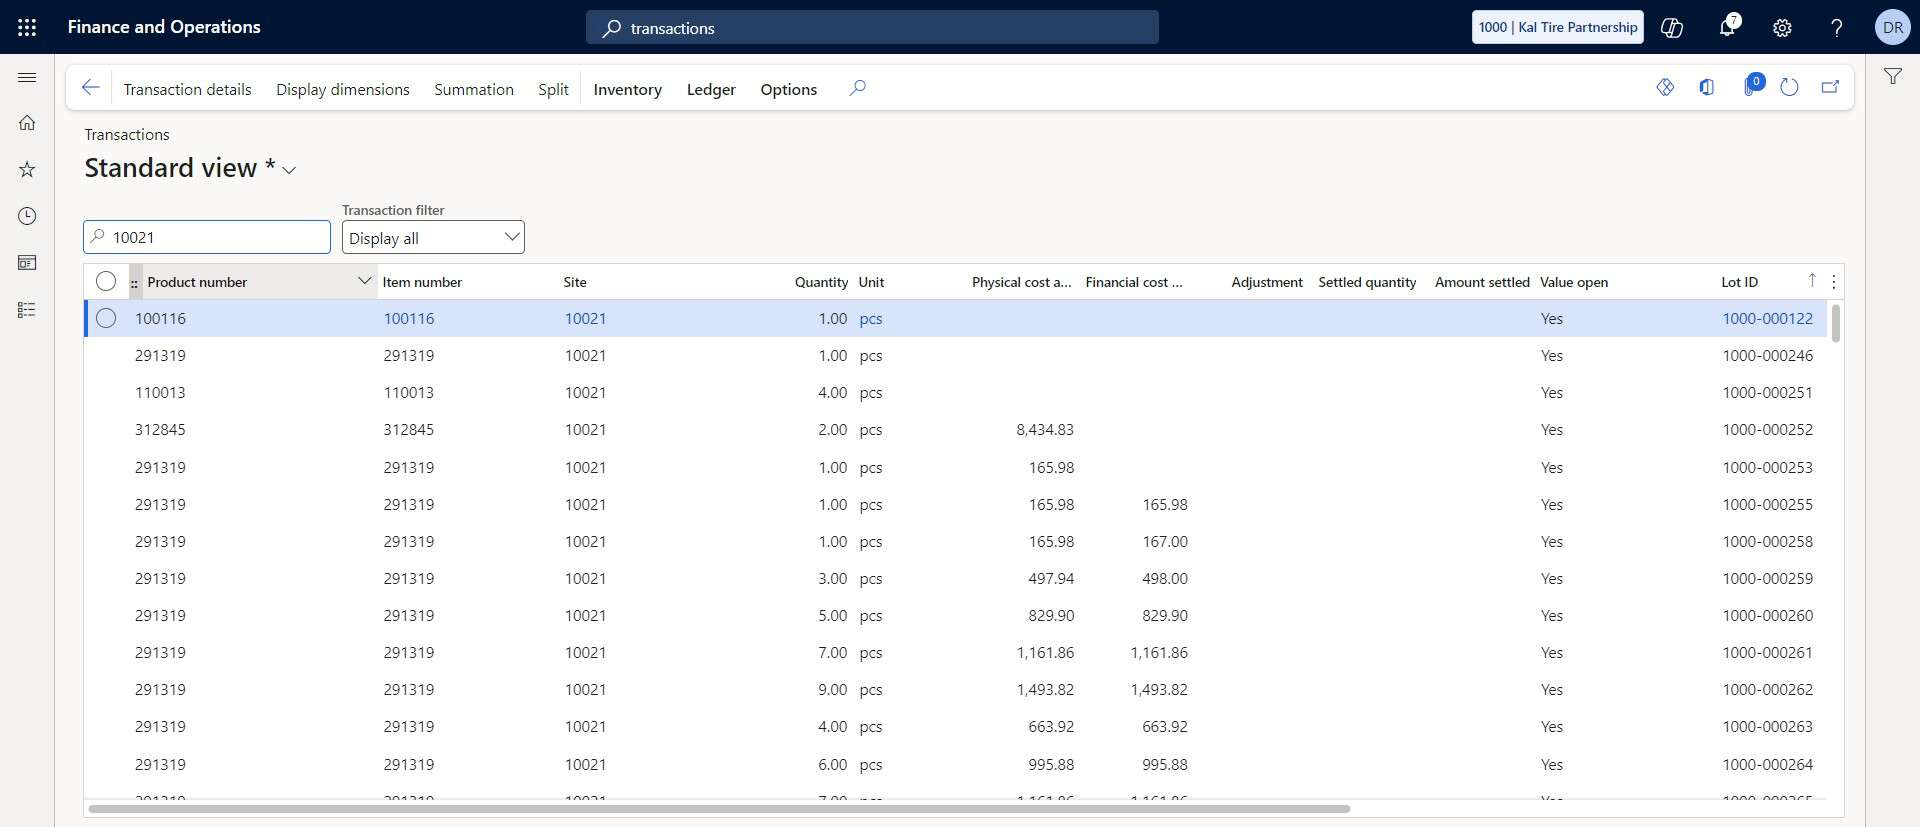 Finance and Operations
transactions
1000 | Kal Tire Partnership
7
?
DR
Transaction details Display dimensions Summation Split Inventory Ledger Options
0
Transactions
Standard view *
Transaction filter
10021
Display all
Product number Item number Site Quantity Unit Physical cost a... Financial cost ... Adjustment Settled quantity Amount settled Value open Lot ID
100116 100116 10021 1.00 pcs Yes 1000-000122
291319 291319 10021 1.00 pcs Yes 1000-000246
110013 110013 10021 4.00 pcs Yes 1000-000251
312845 312845 10021 2.00 pcs 8,434.83 Yes 1000-000252
291319 291319 10021 1.00 pcs 165.98 Yes 1000-000253
291319 291319 10021 1.00 pcs 165.98 165.98 Yes 1000-000255
291319 291319 10021 1.00 pcs 165.98 167.00 Yes 1000-000258
291319 291319 10021 3.00 pcs 497.94 498.00 Yes 1000-000259
291319 291319 10021 5.00 pcs 829.90 829.90 Yes 1000-000260
291319 291319 10021 7.00 pcs 1,161.86 1,161.86 Yes 1000-000261
291319 291319 10021 9.00 pcs 1,493.82 1,493.82 Yes 1000-000262
291319 291319 10021 4.00 pcs 663.92 663.92 Yes 1000-000263
291319 291319 10021 6.00 pcs 995.88 995.88 Yes 1000-000264